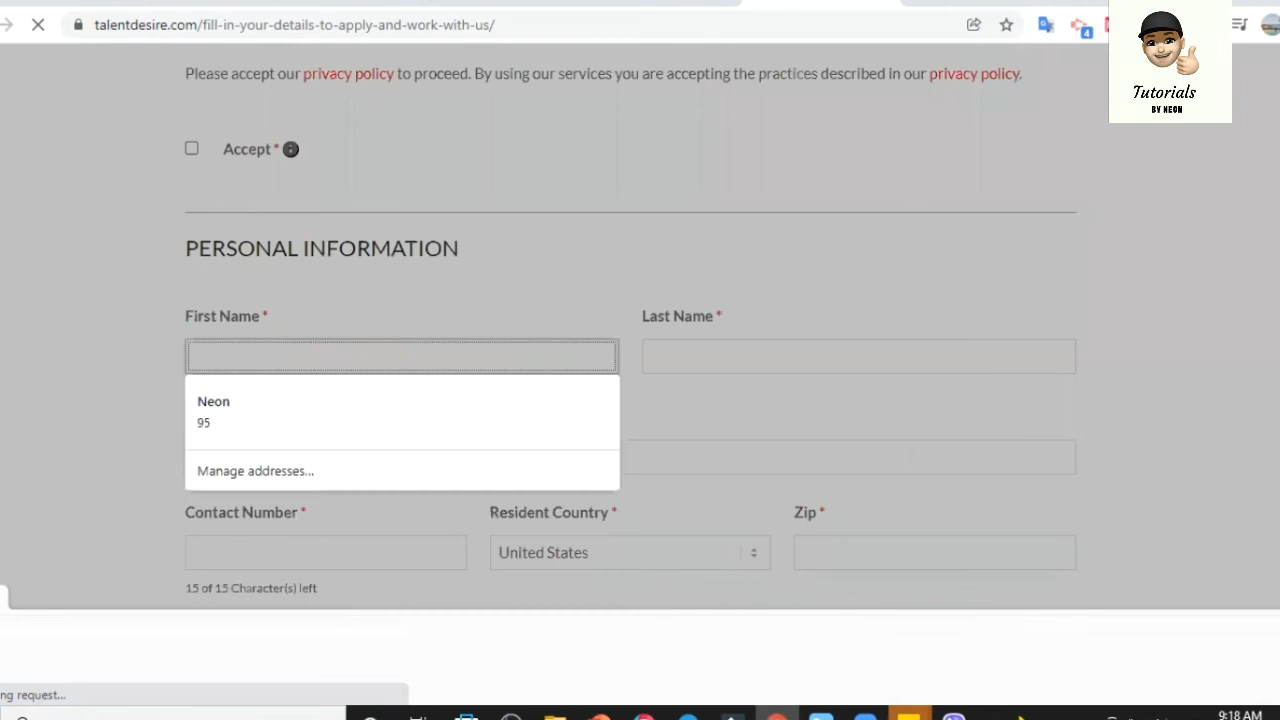 talentdesire.com/fill-in-your-details-to-apply-and-work-with-us/
4
Tutorials
BY NEON
Please accept our privacy policy to proceed. By using our services you are accepting the practices described in our privacy policy.
Accept *
PERSONAL INFORMATION
First Name *
Last Name *
Neon
95
Manage addresses...
Contact Number *
Resident Country *
Zip *
United States
15 of 15 Character(s) left
ng request...
9:18 AM